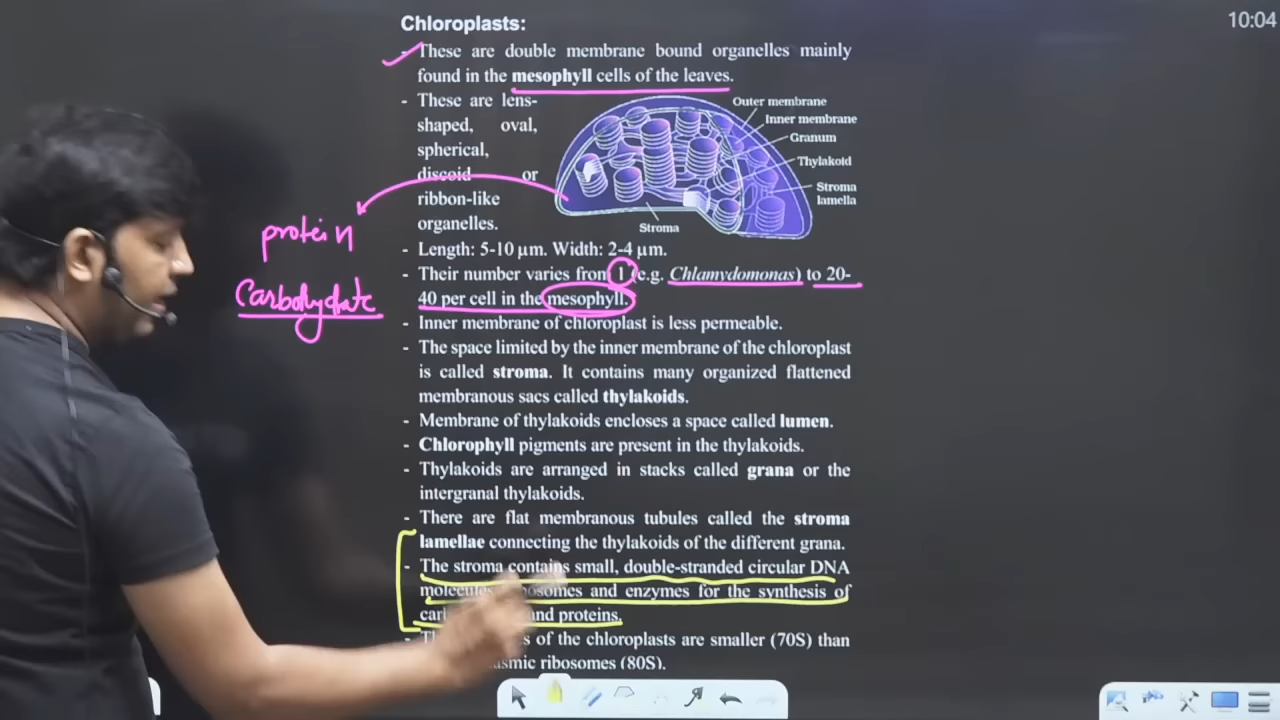 10:04
Chloroplasts:
- These are double membrane bound organelles mainly
found in the mesophyll cells of the leaves.
- These are lens-
shaped, oval,
spherical,
discoid or
ribbon-like
organelles.
Outer membrane
Inner membrane
Granum
Thylakoid
Stroma
lamella
Stroma
protein
Carbohydrate
- Length: 5-10 µm. Width: 2-4 µm.
- Their number varies from 1 (e.g. Chlamydomonas) to 20-
40 per cell in the mesophyll.
- Inner membrane of chloroplast is less permeable.
- The space limited by the inner membrane of the chloroplast
is called stroma. It contains many organized flattened
membranous sacs called thylakoids.
- Membrane of thylakoids encloses a space called lumen.
- Chlorophyll pigments are present in the thylakoids.
- Thylakoids are arranged in stacks called grana or the
intergranal thylakoids.
- There are flat membranous tubules called the stroma
lamellae connecting the thylakoids of the different grana.
- The stroma contains small, double-stranded circular DNA
and enzymes for the synthesis of
and proteins.
of the chloroplasts are smaller (70S) than
ribosomes (80S).